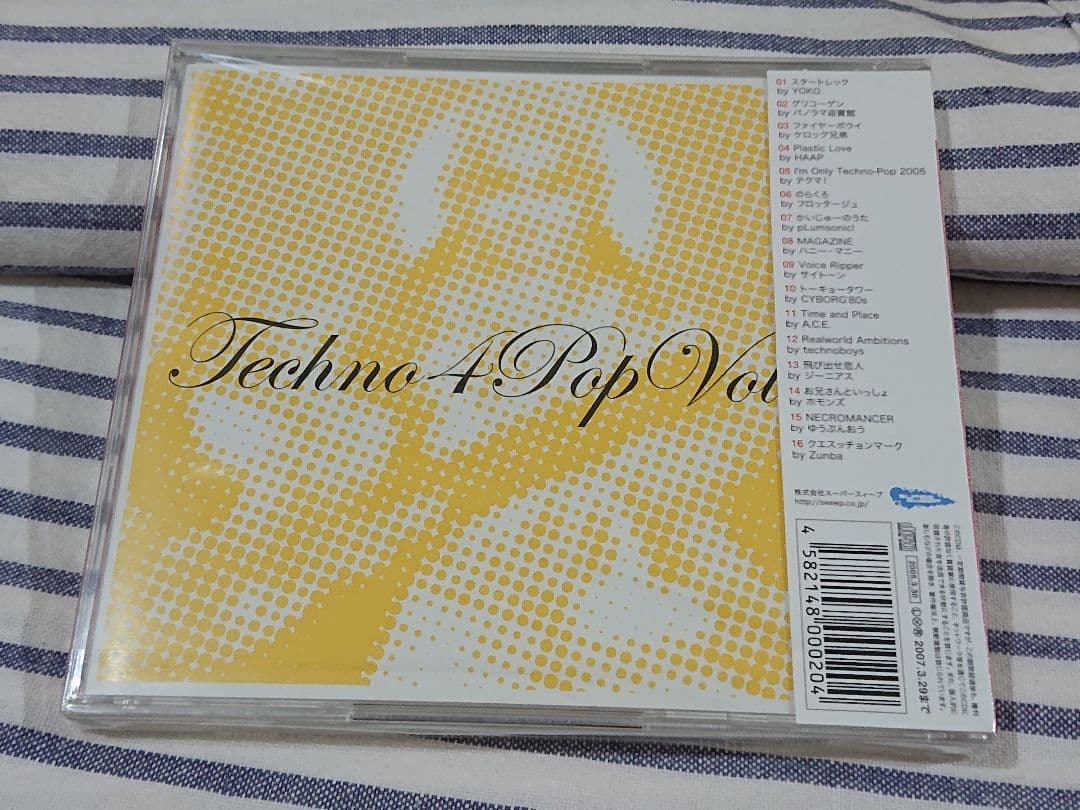 Techno 4 Pop Vol
01 スタートレック
by YOKO
02 グリコーゲン
by パノラマ迎賓館
03 ファイヤーボウイ
by ケロッグ兄弟
04 Plastic Love
by HAAP
05 I'm Only Techno-Pop 2005
by テクマ!
06 のらくろ
by フロッタージュ
07 かいじゅーのうた
by pLumsonic!
08 MAGAZINE
by ハニー・マニー
09 Voice Ripper
by サイトーン
10 トーキョータワー
by CYBORG'80s
11 Time and Place
by A.C.E.
12 Realworld Ambitions
by technoboys
13 飛び出せ恋人
by ジーニアス
14 お兄さんといっしょ
by ホモンズ
15 NECROMANCER
by ゆうぶんおう
16 クエスッチョンマーク
by Zunba
株式会社スーパースィープ
http://sweep.co.jp/
4 582148 000204
2005.3.30
2007.3.29まで